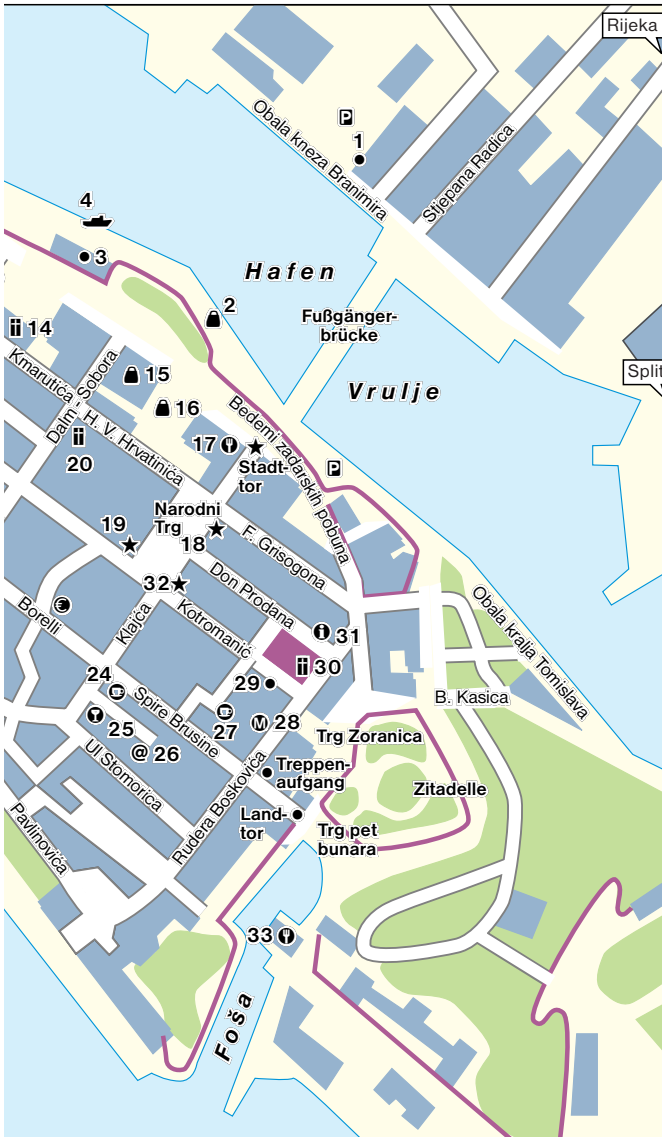 Rijeka
P
1
Obala kneza Branimira
Stjepana Radica
4
3
Hafen
2
Fußgänger-
brücke
14
Split
Vrulje
Kmarutića
Dalm. Sobora
15
16
H. V. Hrvatinića
Bedemi zadarskih pobuna
17
20
Stadt-
tor
P
Narodni
Trg
19
18
F. Grisogona
32
Don Prodana
Obala kralja Tomislava
€
Borelli
Klaića
Kotromanić
i
31
30
24
29
B. Kasica
Spire Brusine
25
27
M
28
Trg Zoranica
@
26
Ul Stomorica
Treppen-
aufgang
Zitadelle
Pavlinovića
Rudera Boskovića
Land-
tor
Trg pet
bunara
33
Foša